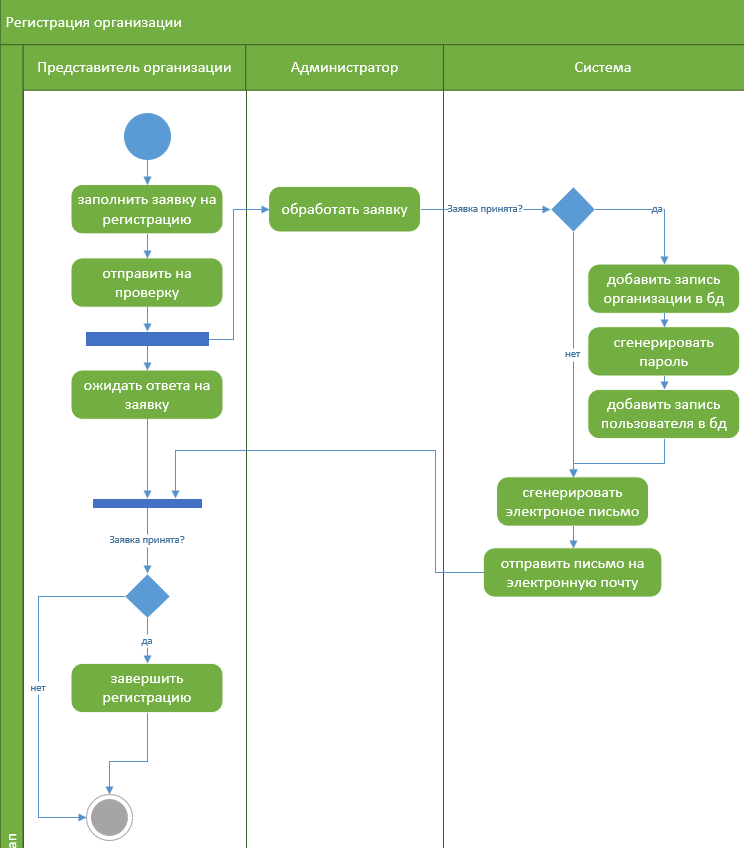 Регистрация организации
Представитель организации
Администратор
Система
заполнить заявку на
регистрацию
обработать заявку
Заявка принята?
да
отправить на
проверку
добавить запись
организации в бд
нет
сгенерировать
пароль
ожидать ответа на
заявку
добавить запись
пользователя в бд
сгенерировать
электроное письмо
Заявка принята?
отправить письмо на
электронную почту
да
завершить
регистрацию
нет
ап